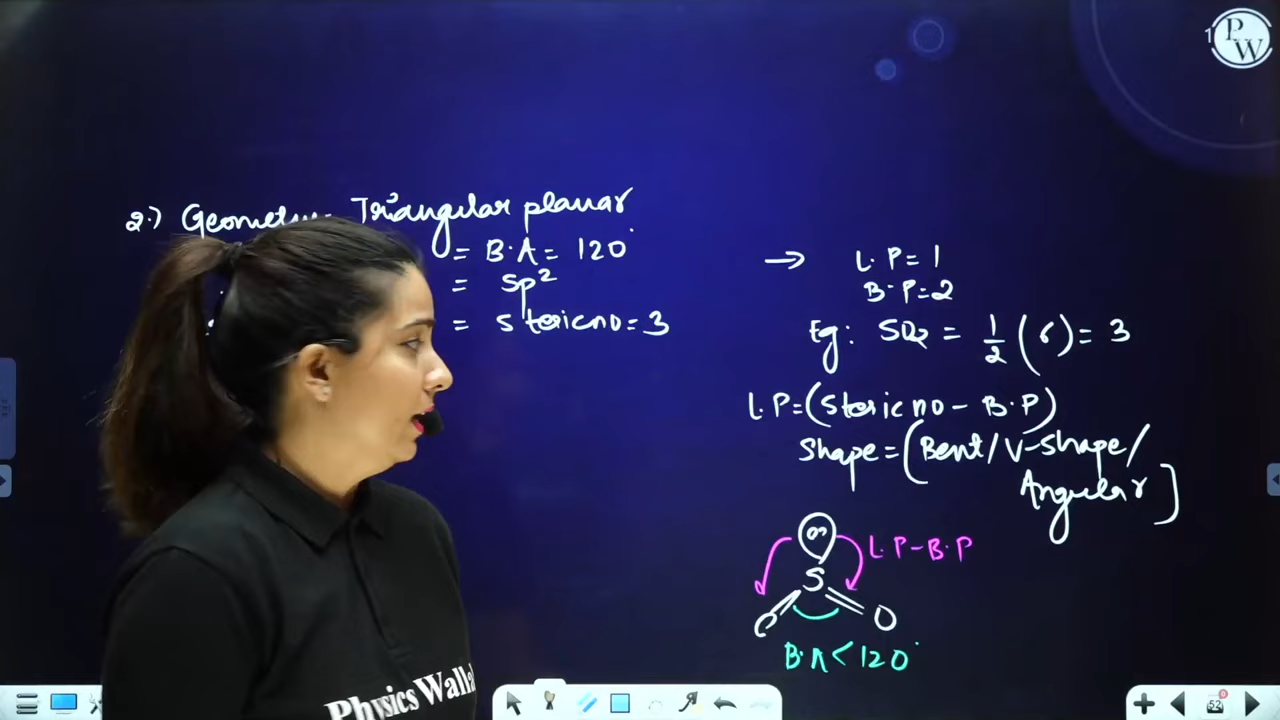 PW
2.) Geometry Triangular planar
= B.A = 120°
= Sp²
= Steric no = 3
→ L.P = 1
B.P = 2
Eg: SO₂ = 1/2 (6) = 3
L.P = (Steric no - B.P)
Shape = (Bent/V-shape/
Angular]
L.P-B.P
S
O O
B.A < 120°
Physics Walla
52